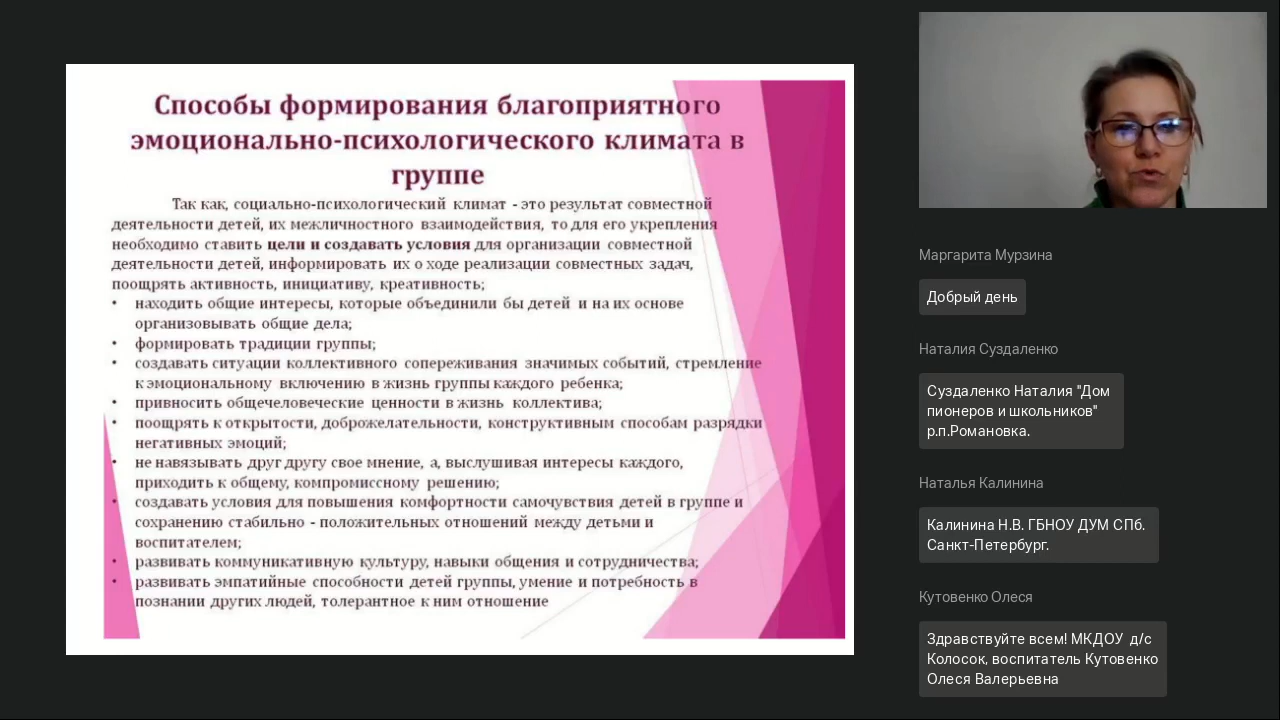 Способы формирования благоприятного
эмоционально-психологического климата в
группе
Так как, социально-психологический климат - это результат совместной
деятельности детей, их межличностного взаимодействия, то для его укрепления
необходимо ставить цели и создавать условия для организации совместной
деятельности детей, информировать их о ходе реализации совместных задач,
поощрять активность, инициативу, креативность;
• находить общие интересы, которые объединили бы детей и на их основе
организовывать общие дела;
• формировать традиции группы;
• создавать ситуации коллективного сопереживания значимых событий, стремление
к эмоциональному включению в жизнь группы каждого ребенка;
• привносить общечеловеческие ценности в жизнь коллектива;
• поощрять к открытости, доброжелательности, конструктивным способам разрядки
негативных эмоций;
• не навязывать друг другу свое мнение, а, выслушивая интересы каждого,
приходить к общему, компромиссному решению;
• создавать условия для повышения комфортности самочувствия детей в группе и
сохранению стабильно - положительных отношений между детьми и
воспитателем;
• развивать коммуникативную культуру, навыки общения и сотрудничества;
• развивать эмпатийные способности детей группы, умение и потребность в
познании других людей, толерантное к ним отношение
Маргарита Мурзина
Добрый день
Наталия Суздаленко
Суздаленко Наталия "Дом
пионеров и школьников"
р.п.Романовка.
Наталья Калинина
Калинина Н.В. ГБНОУ ДУМ СПб.
Санкт-Петербург.
Кутовенко Олеся
Здравствуйте всем! МКДОУ д/с
Колосок, воспитатель Кутовенко
Олеся Валерьевна